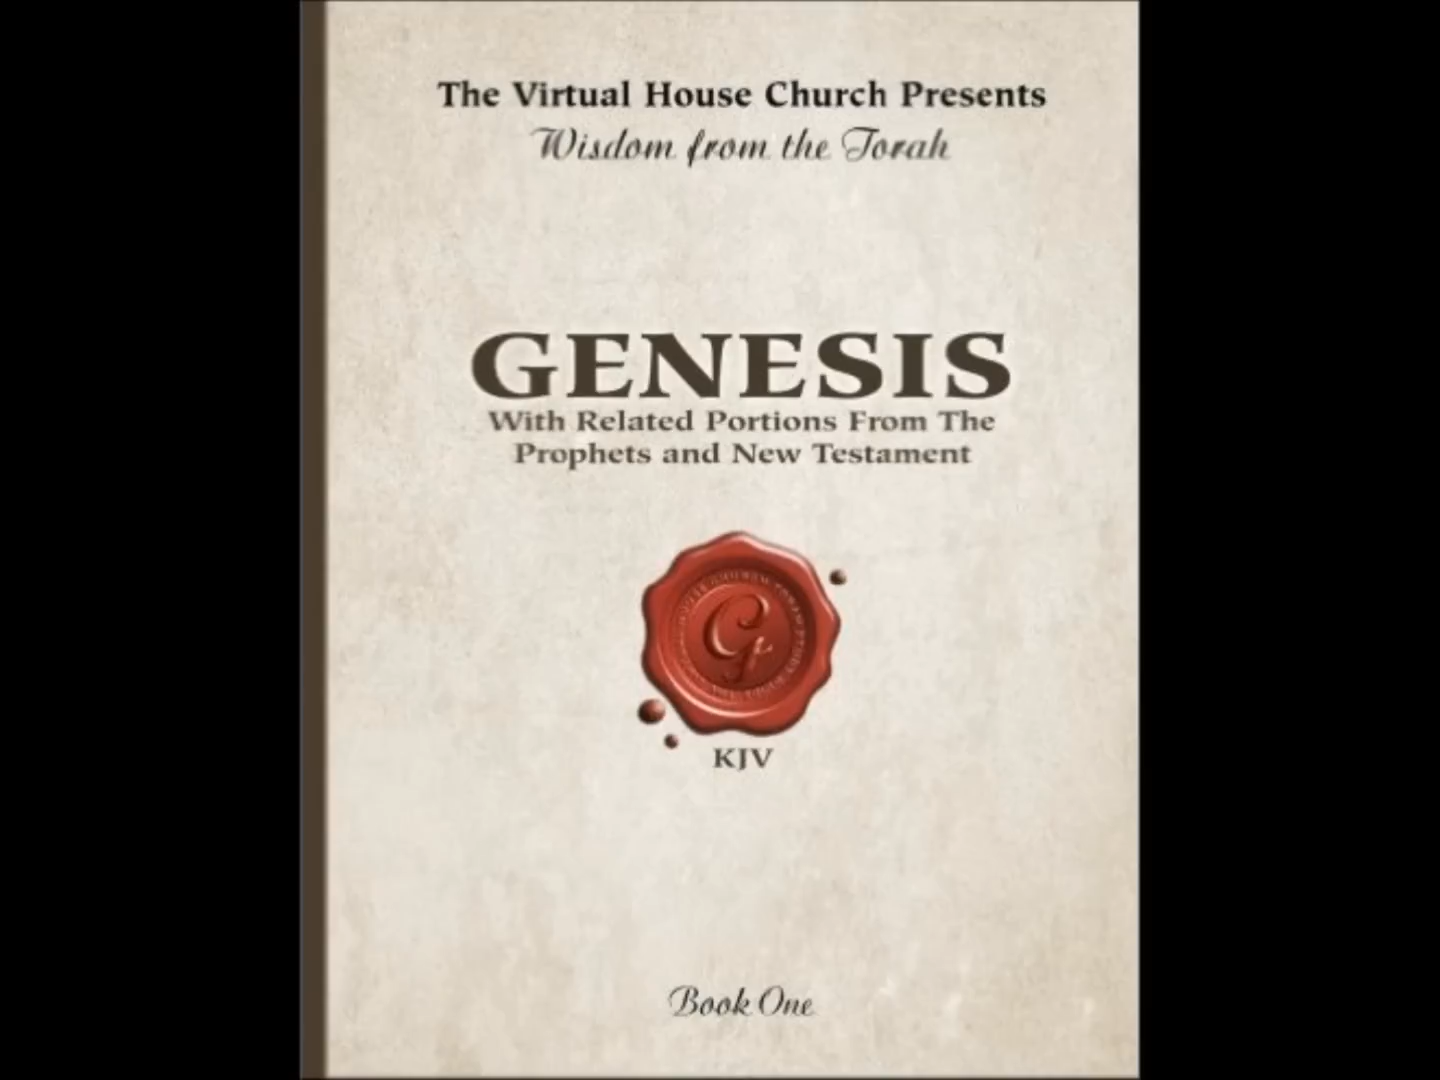 The Virtual House Church Presents
Wisdom from the Torah
GENESIS
With Related Portions From The
Prophets and New Testament
G
KJV
Book One